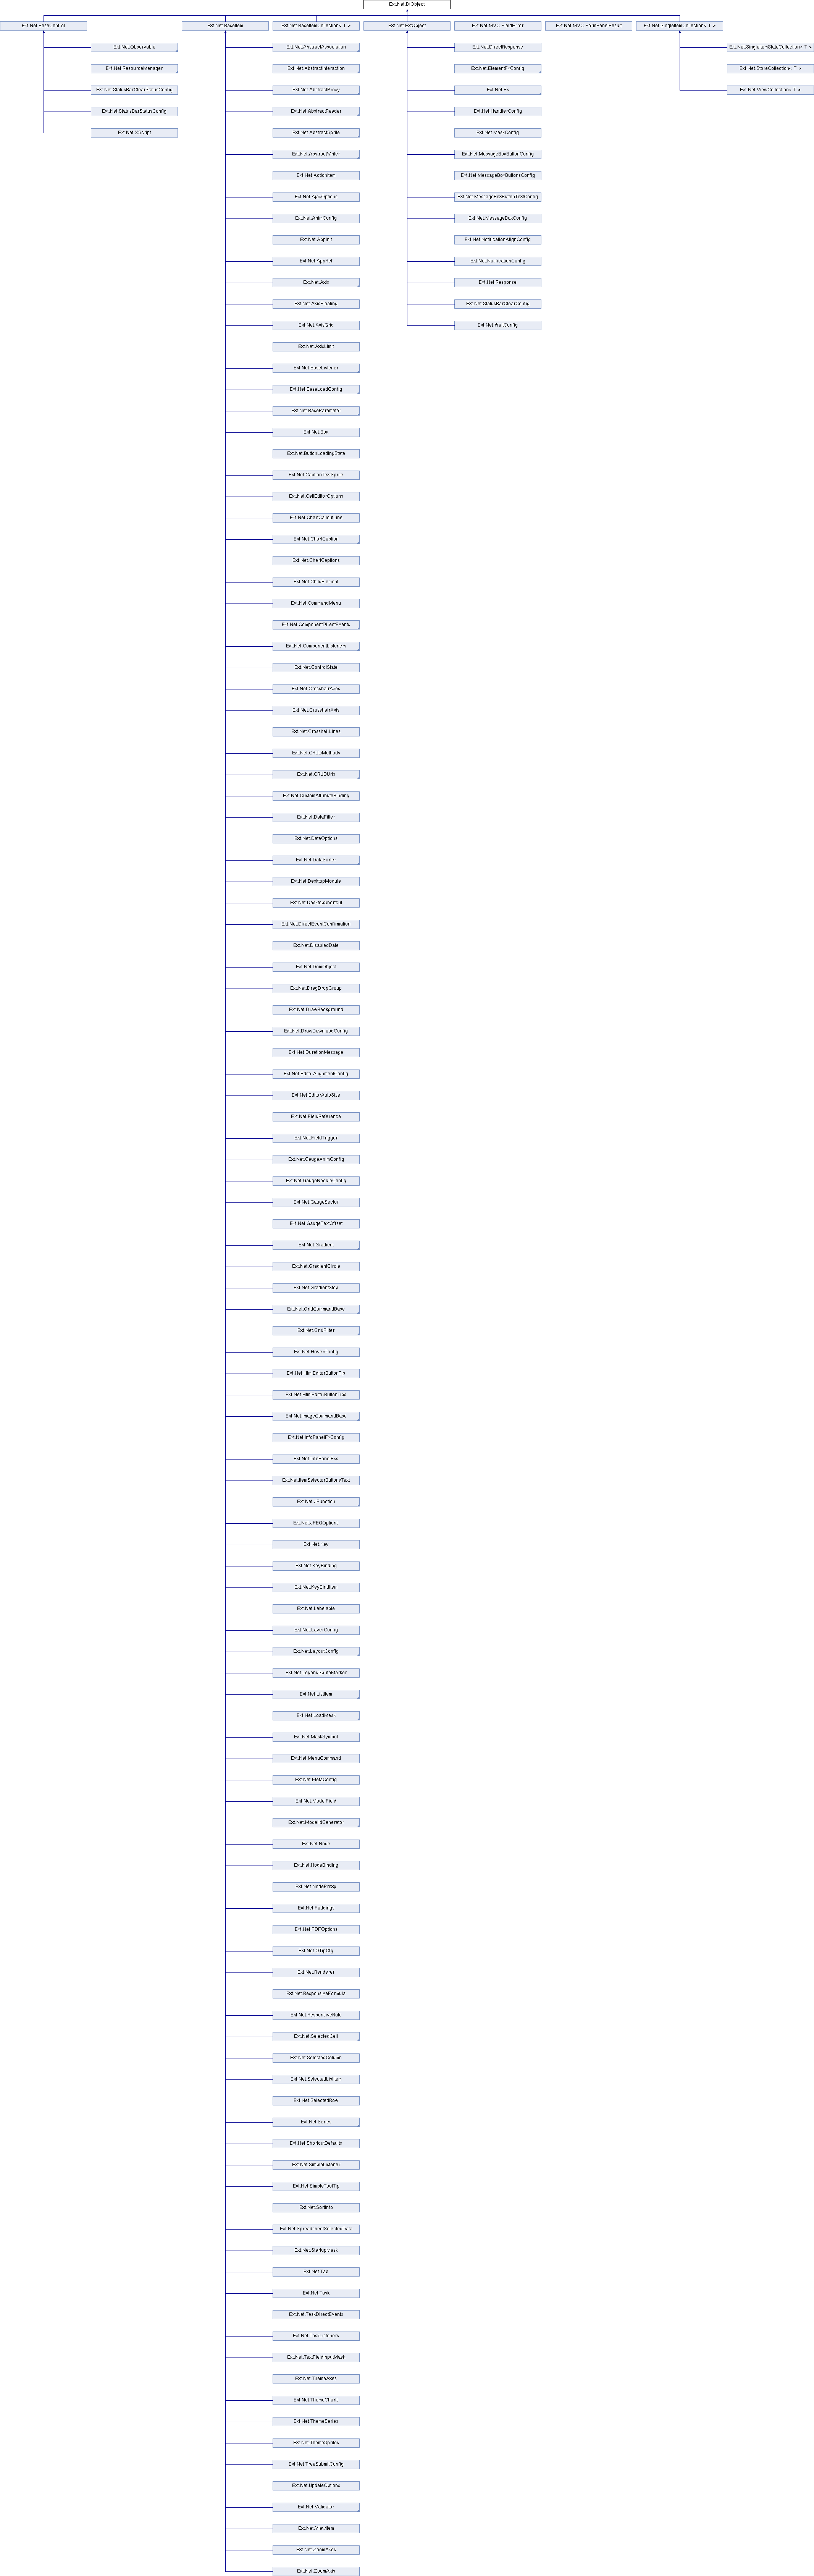 Ext.Net.IXObject
Ext.Net.BaseControl
Ext.Net.BaseItem
Ext.Net.BaseItemCollection< T >
Ext.Net.ExtObject
Ext.Net.MVC.FieldError
Ext.Net.MVC.FormPanelResult
Ext.Net.SingleItemCollection< T >
Ext.Net.Observable
Ext.Net.ResourceManager
Ext.Net.StatusBarClearStatusConfig
Ext.Net.StatusBarStatusConfig
Ext.Net.XScript
Ext.Net.AbstractAssociation
Ext.Net.AbstractInteraction
Ext.Net.AbstractProxy
Ext.Net.AbstractReader
Ext.Net.AbstractSprite
Ext.Net.AbstractWriter
Ext.Net.ActionItem
Ext.Net.AjaxOptions
Ext.Net.AnimConfig
Ext.Net.AppInit
Ext.Net.AppRef
Ext.Net.Axis
Ext.Net.AxisFloating
Ext.Net.AxisGrid
Ext.Net.AxisLimit
Ext.Net.BaseListener
Ext.Net.BaseLoadConfig
Ext.Net.BaseParameter
Ext.Net.Box
Ext.Net.ButtonLoadingState
Ext.Net.CaptionTextSprite
Ext.Net.CellEditorOptions
Ext.Net.ChartCalloutLine
Ext.Net.ChartCaption
Ext.Net.ChartCaptions
Ext.Net.ChildElement
Ext.Net.CommandMenu
Ext.Net.ComponentDirectEvents
Ext.Net.ComponentListeners
Ext.Net.ControlState
Ext.Net.CrosshairAxes
Ext.Net.CrosshairAxis
Ext.Net.CrosshairLines
Ext.Net.CRUDMethods
Ext.Net.CRUDUrls
Ext.Net.CustomAttributeBinding
Ext.Net.DataFilter
Ext.Net.DataOptions
Ext.Net.DataSorter
Ext.Net.DesktopModule
Ext.Net.DesktopShortcut
Ext.Net.DirectEventConfirmation
Ext.Net.DisabledDate
Ext.Net.DomObject
Ext.Net.DragDropGroup
Ext.Net.DrawBackground
Ext.Net.DrawDownloadConfig
Ext.Net.DurationMessage
Ext.Net.EditorAlignmentConfig
Ext.Net.EditorAutoSize
Ext.Net.FieldReference
Ext.Net.FieldTrigger
Ext.Net.GaugeAnimConfig
Ext.Net.GaugeNeedleConfig
Ext.Net.GaugeSector
Ext.Net.GaugeTextOffset
Ext.Net.Gradient
Ext.Net.GradientCircle
Ext.Net.GradientStop
Ext.Net.GridCommandBase
Ext.Net.GridFilter
Ext.Net.HoverConfig
Ext.Net.HtmlEditorButtonTip
Ext.Net.HtmlEditorButtonTips
Ext.Net.ImageCommandBase
Ext.Net.InfoPanelFxConfig
Ext.Net.InfoPanelFxs
Ext.Net.ItemSelectorButtonsText
Ext.Net.JFunction
Ext.Net.JPEGOptions
Ext.Net.Key
Ext.Net.KeyBinding
Ext.Net.KeyBindItem
Ext.Net.Labelable
Ext.Net.LayerConfig
Ext.Net.LayoutConfig
Ext.Net.LegendSpriteMarker
Ext.Net.ListItem
Ext.Net.LoadMask
Ext.Net.MaskSymbol
Ext.Net.MenuCommand
Ext.Net.MetaConfig
Ext.Net.ModelField
Ext.Net.ModelIdGenerator
Ext.Net.Node
Ext.Net.NodeBinding
Ext.Net.NodeProxy
Ext.Net.Paddings
Ext.Net.PDFOptions
Ext.Net.QTipCfg
Ext.Net.Renderer
Ext.Net.ResponsiveFormula
Ext.Net.ResponsiveRule
Ext.Net.SelectedCell
Ext.Net.SelectedColumn
Ext.Net.SelectedListItem
Ext.Net.SelectedRow
Ext.Net.Series
Ext.Net.ShortcutDefaults
Ext.Net.SimpleListener
Ext.Net.SimpleToolTip
Ext.Net.SortInfo
Ext.Net.SpreadsheetSelectedData
Ext.Net.StartupMask
Ext.Net.Tab
Ext.Net.Task
Ext.Net.TaskDirectEvents
Ext.Net.TaskListeners
Ext.Net.TextFieldInputMask
Ext.Net.ThemeAxes
Ext.Net.ThemeCharts
Ext.Net.ThemeSeries
Ext.Net.ThemeSprites
Ext.Net.TreeSubmitConfig
Ext.Net.UpdateOptions
Ext.Net.Validator
Ext.Net.ViewItem
Ext.Net.ZoomAxes
Ext.Net.ZoomAxis
Ext.Net.DirectResponse
Ext.Net.ElementFxConfig
Ext.Net.Fx
Ext.Net.HandlerConfig
Ext.Net.MaskConfig
Ext.Net.MessageBoxButtonConfig
Ext.Net.MessageBoxButtonsConfig
Ext.Net.MessageBoxButtonTextConfig
Ext.Net.MessageBoxConfig
Ext.Net.NotificationAlignConfig
Ext.Net.NotificationConfig
Ext.Net.Response
Ext.Net.StatusBarClearConfig
Ext.Net.WaitConfig
Ext.Net.SingleItemStateCollection< T >
Ext.Net.StoreCollection< T >
Ext.Net.ViewCollection< T >